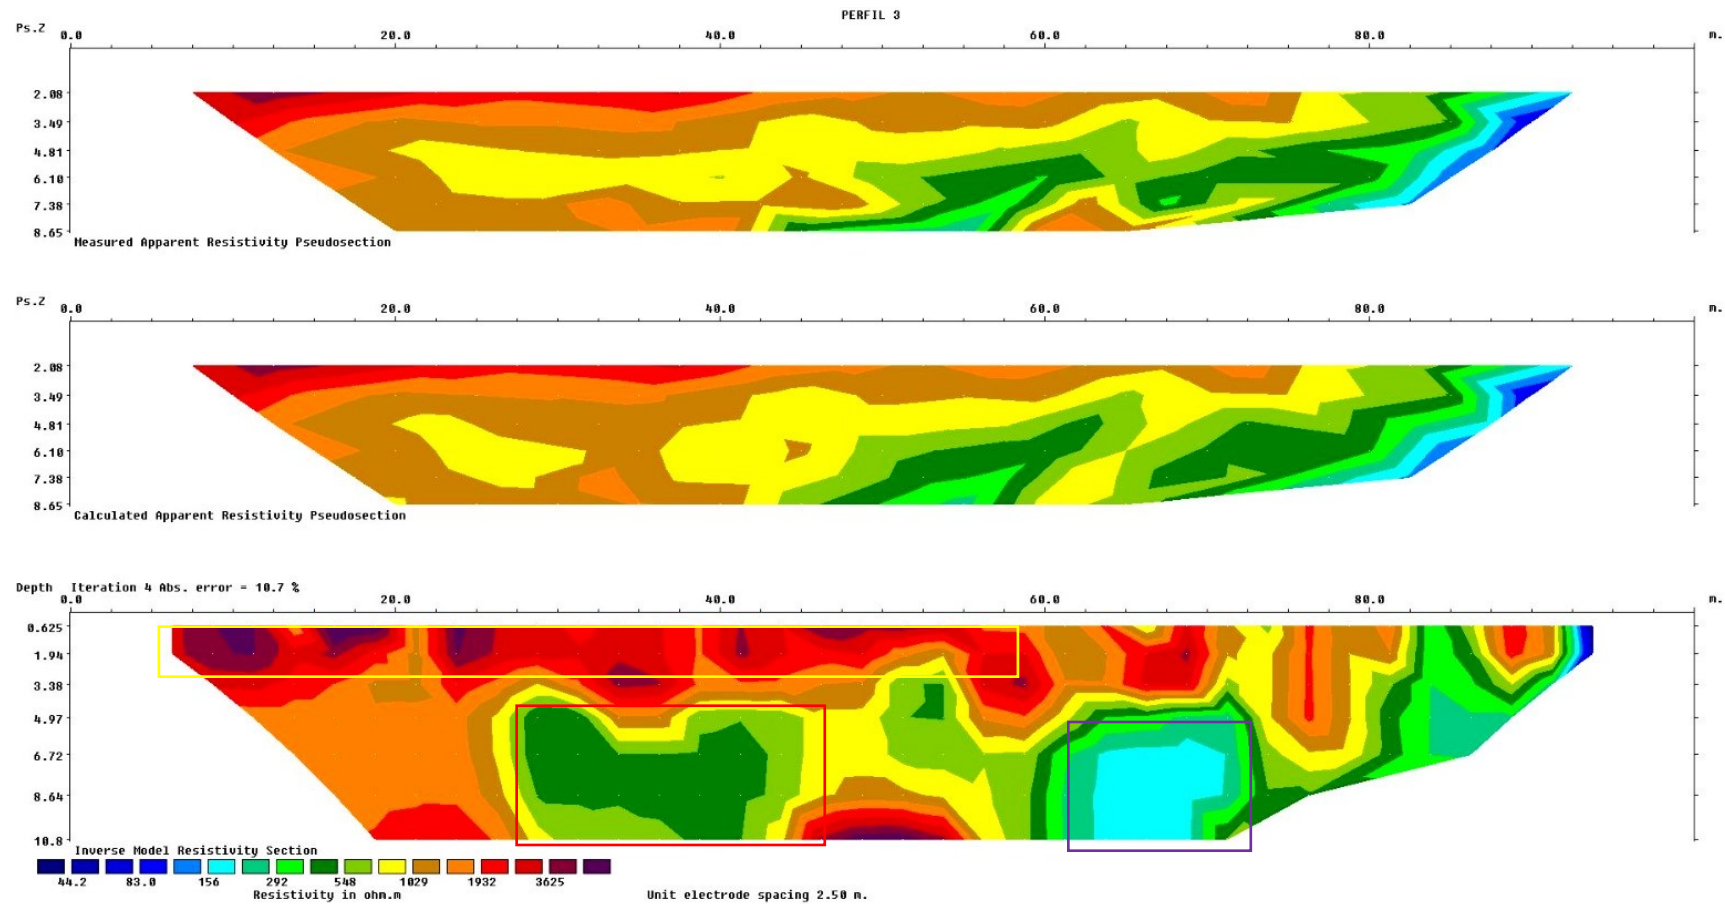 PERFIL 3
Ps.Z 0.0 20.0 40.0 60.0 80.0 m.
2.08
3.49
4.81
6.10
7.38
8.65
Measured Apparent Resistivity Pseudosection
Ps.Z 0.0 20.0 40.0 60.0 80.0 m.
2.08
3.49
4.81
6.10
7.38
8.65
Calculated Apparent Resistivity Pseudosection
Depth Iteration 4 Abs. error = 10.7 %
0.0 20.0 40.0 60.0 80.0 m.
0.625
1.94
3.38
4.97
6.72
8.64
10.8
Inverse Model Resistivity Section
44.2 83.0 156 292 548 1029 1932 3625
Resistivity in ohm.m Unit electrode spacing 2.50 m.